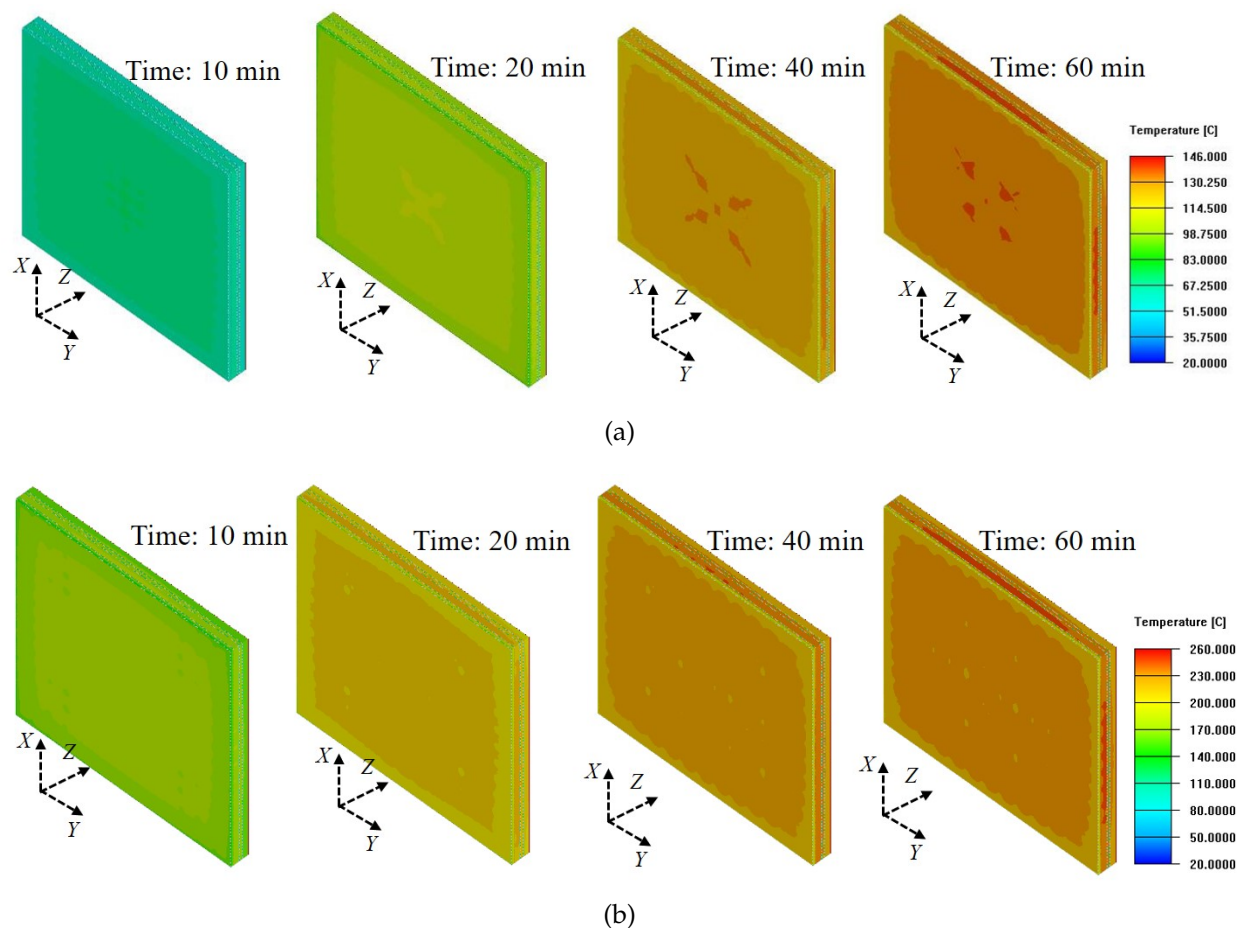 Time: 10 min
Time: 20 min
Time: 40 min
Time: 60 min
Temperature [C]
146.000
130.250
114.5000
98.7500
83.0000
67.2500
51.5000
35.7500
20.0000
X
Z
Y
X
Z
Y
X
Z
Y
X
Z
Y
(a)
Time: 10 min
Time: 20 min
Time: 40 min
Time: 60 min
Temperature [C]
260.000
230.000
200.000
170.000
140.000
110.000
80.0000
50.0000
20.0000
X
Z
Y
X
Z
Y
X
Z
Y
X
Z
Y
(b)